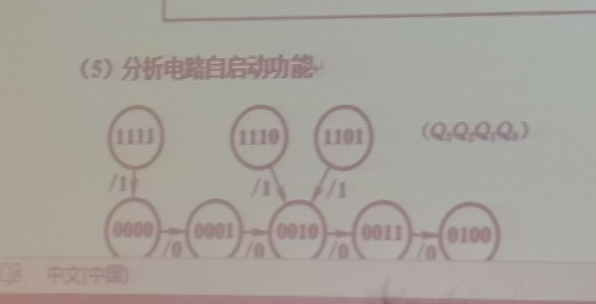 （5）分析电路自启动功能
1111 1110 1101 （Q₃Q₂Q₁Q₀）
/1 /1 /1
0000 0001 0010 0011 0100
/0 /0 /0 /0
中文(中国)